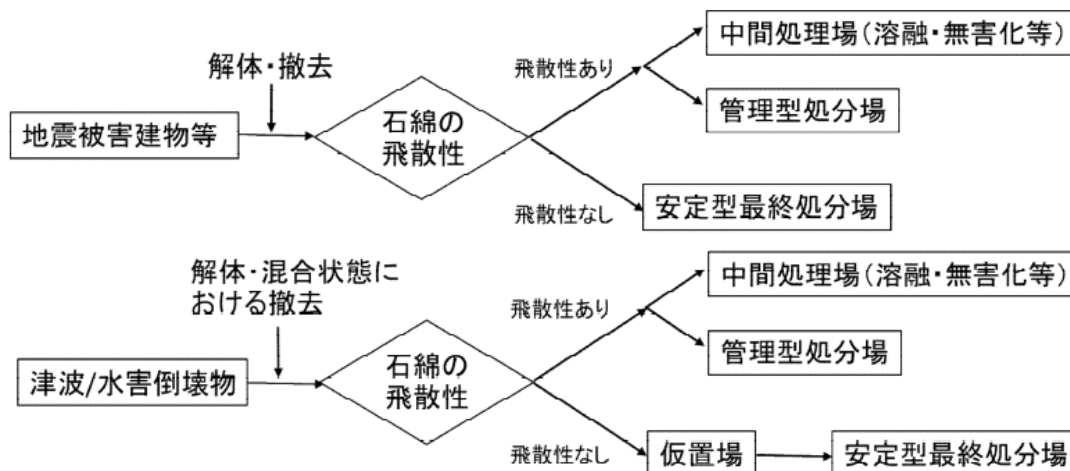 中間処理場(溶融・無害化等)
解体・撤去
飛散性あり
石綿の
飛散性
管理型処分場
地震被害建物等
飛散性なし
安定型最終処分場
解体・混合状態に
おける撤去
中間処理場(溶融・無害化等)
飛散性あり
石綿の
飛散性
管理型処分場
津波/水害倒壊物
飛散性なし
仮置場
安定型最終処分場